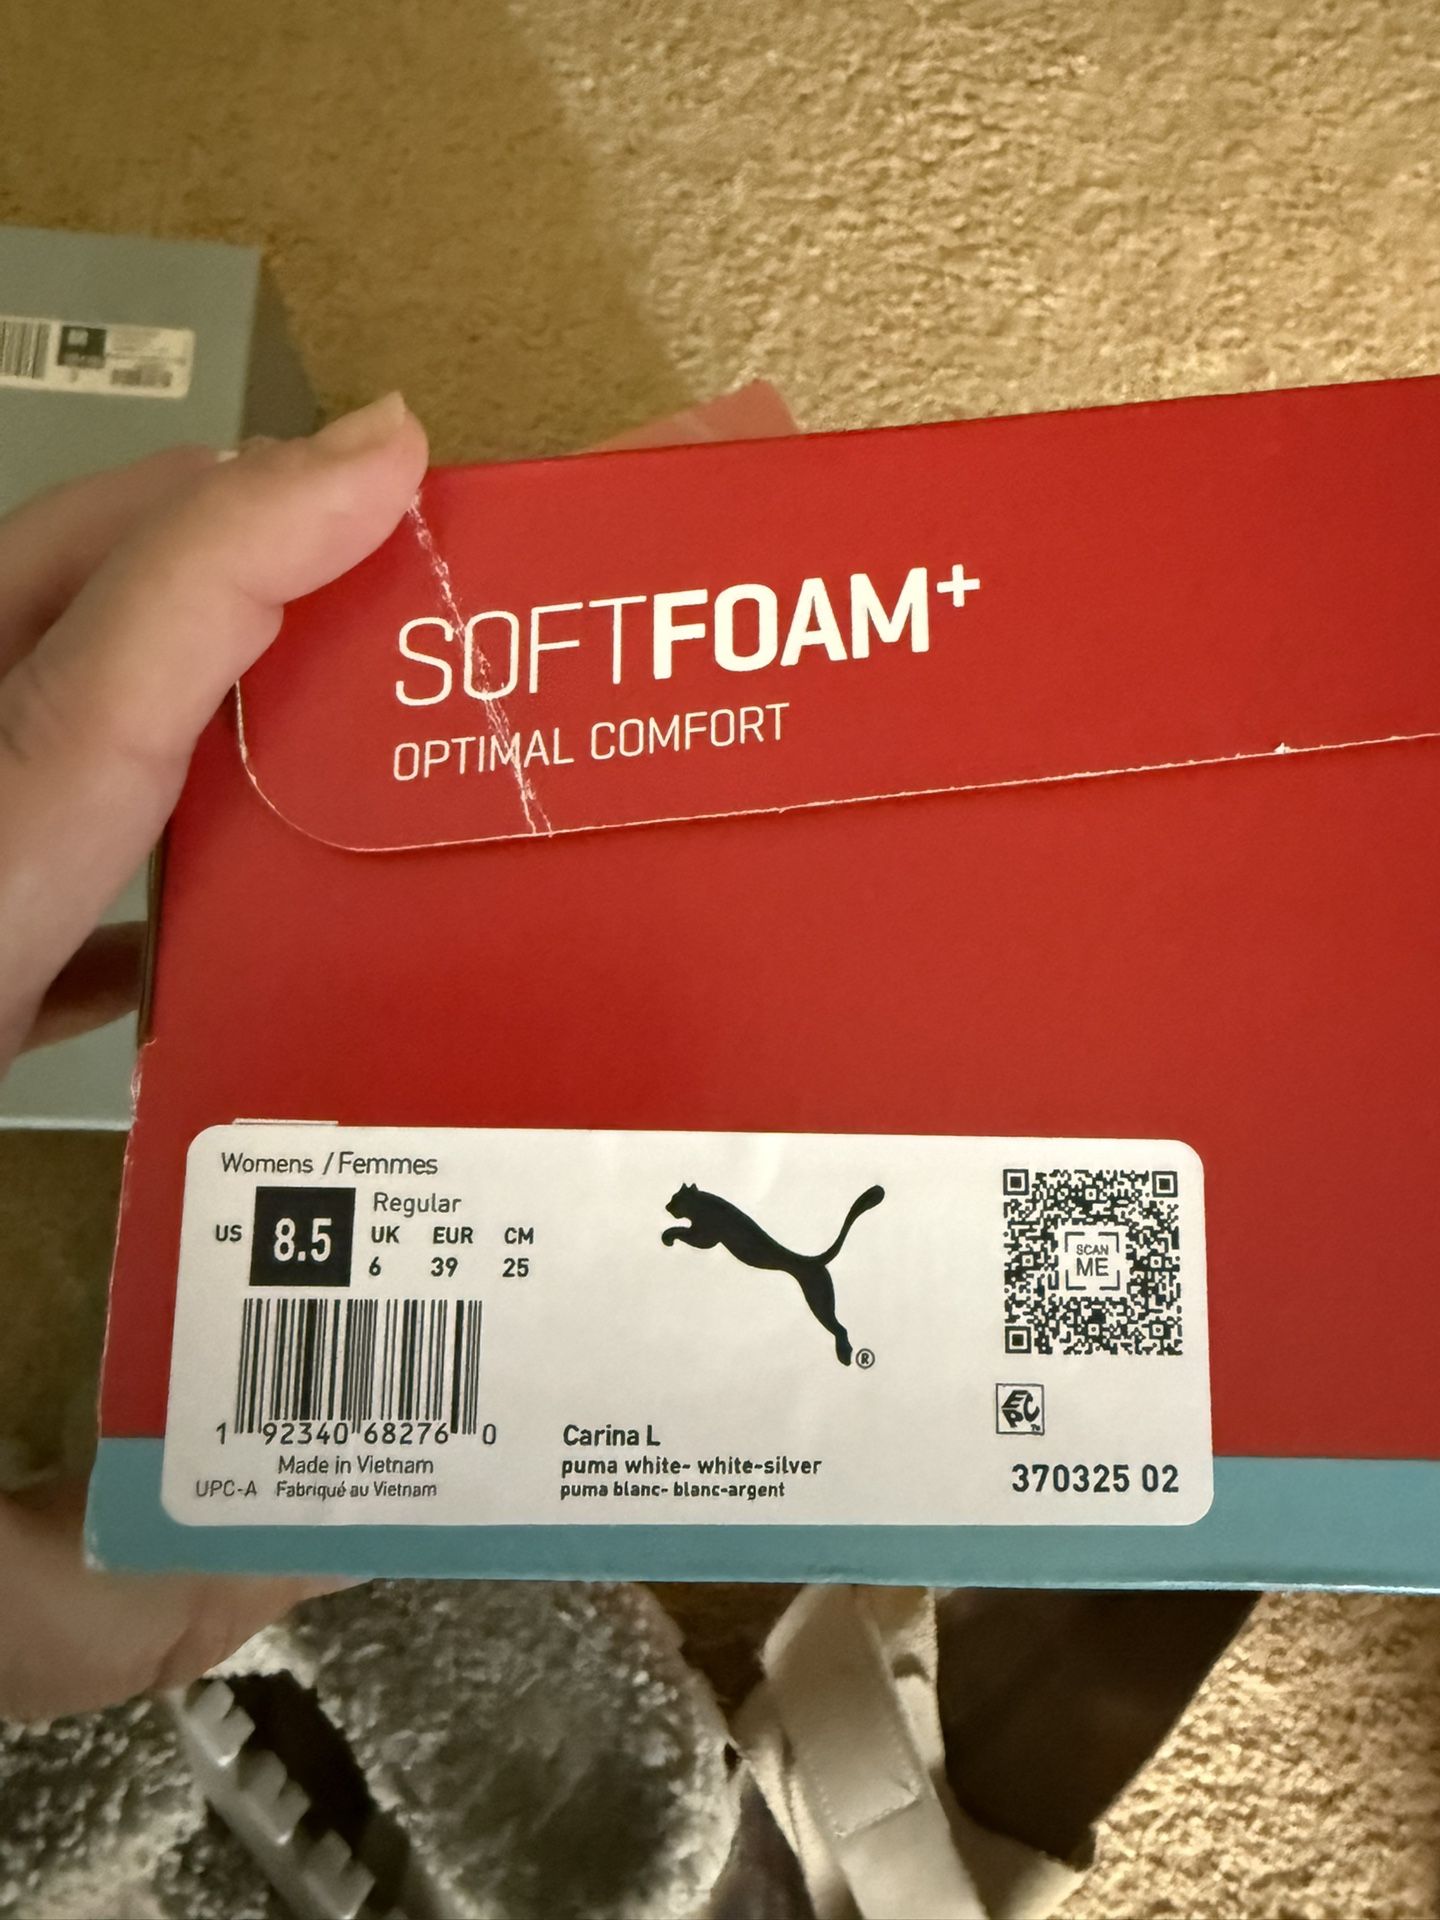 SOFTFOAM+
OPTIMAL COMFORT
Womens / Femmes
US 8.5
Regular
UK EUR CM
6 39 25
1 92340 68276 0
Made in Vietnam
UPC-A Fabriqué au Vietnam
®
Carina L
puma white- white-silver
puma blanc- blanc-argent
SCAN
ME
EPC
TM
370325 02